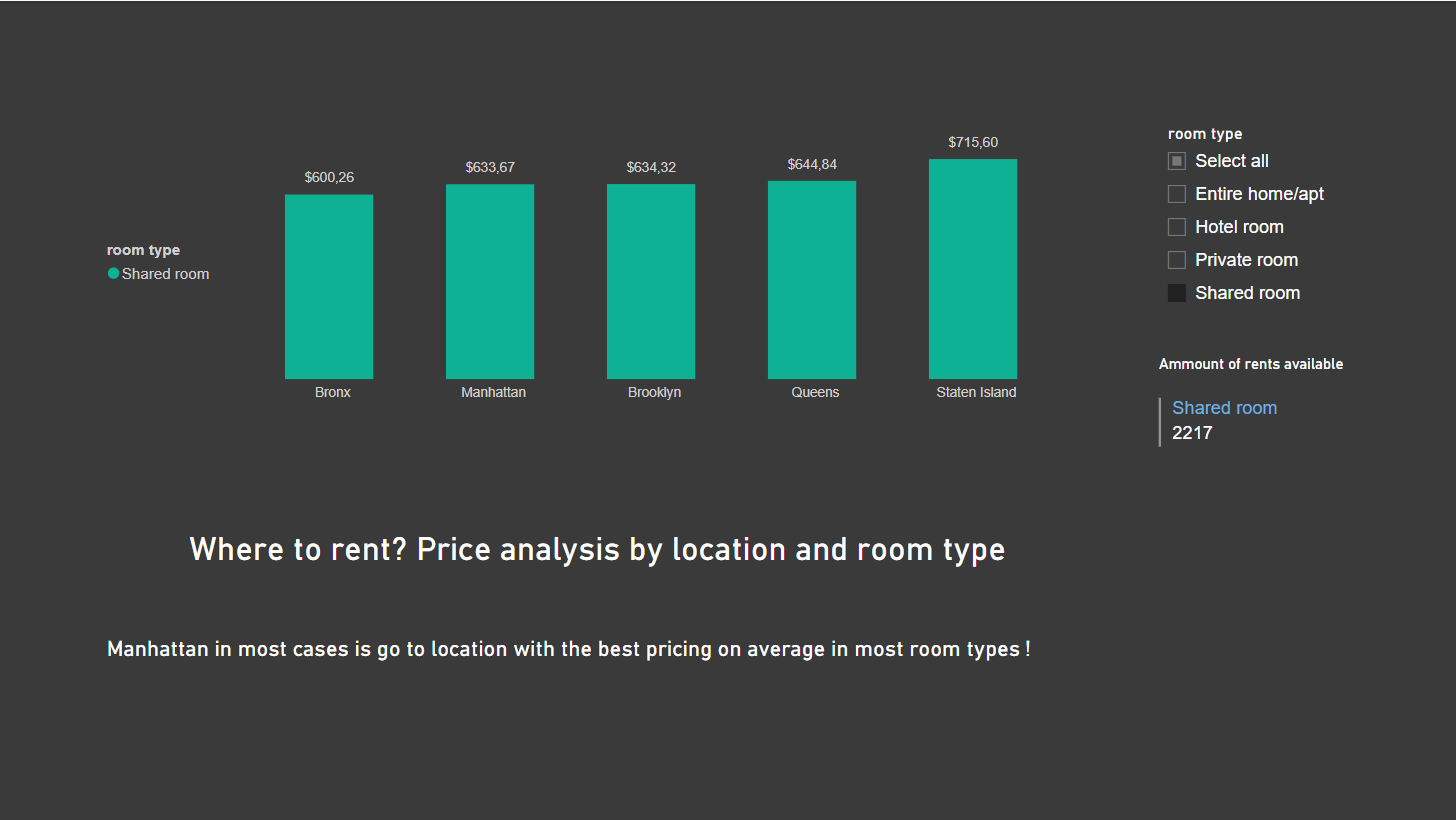 room type
Shared room
$600,26
$633,67
$634,32
$644,84
$715,60
Bronx
Manhattan
Brooklyn
Queens
Staten Island
room type
Select all
Entire home/apt
Hotel room
Private room
Shared room
Ammount of rents available
Shared room
2217
Where to rent? Price analysis by location and room type
Manhattan in most cases is go to location with the best pricing on average in most room types !